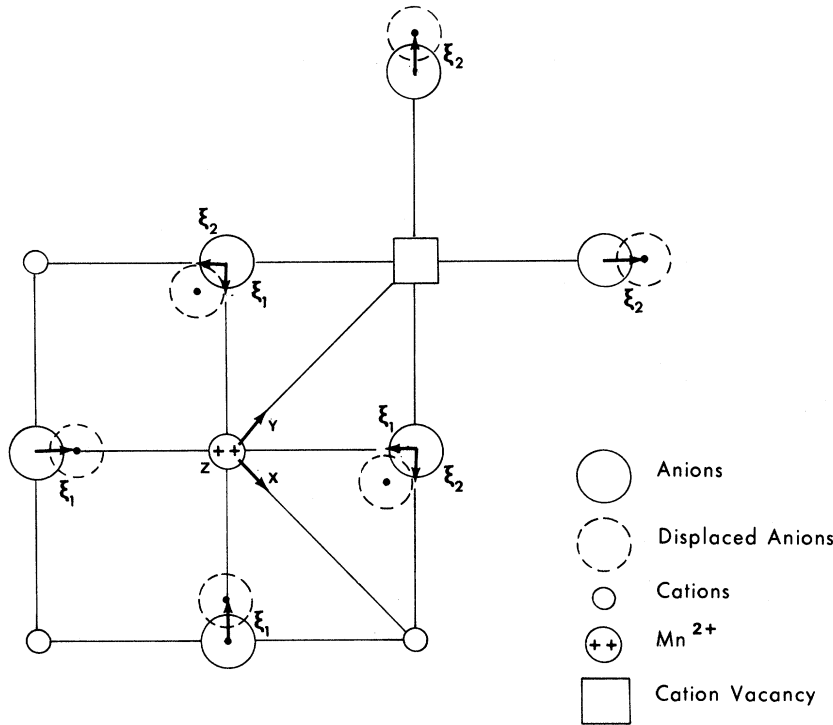 ξ2
ξ2
ξ1
ξ2
Y
ξ1
Z
++
X
ξ2
ξ1
ξ1
Anions
Displaced Anions
Cations
++
Mn2+
Cation Vacancy